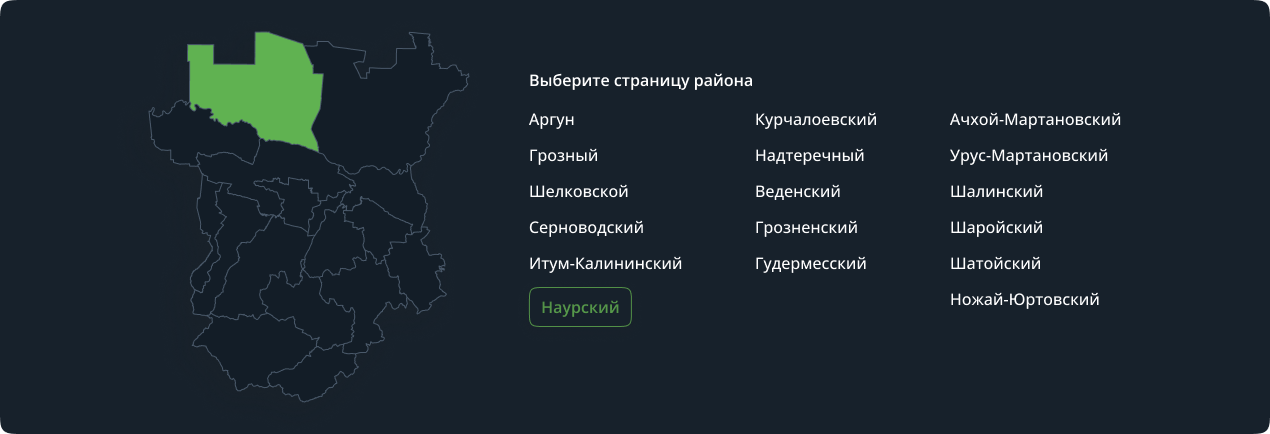 Выберите страницу района
Аргун
Грозный
Шелковской
Серноводский
Итум-Калининский
Наурский
Курчалоевский
Надтеречный
Веденский
Грозненский
Гудермесский
Ачхой-Мартановский
Урус-Мартановский
Шалинский
Шаройский
Шатойский
Ножай-Юртовский